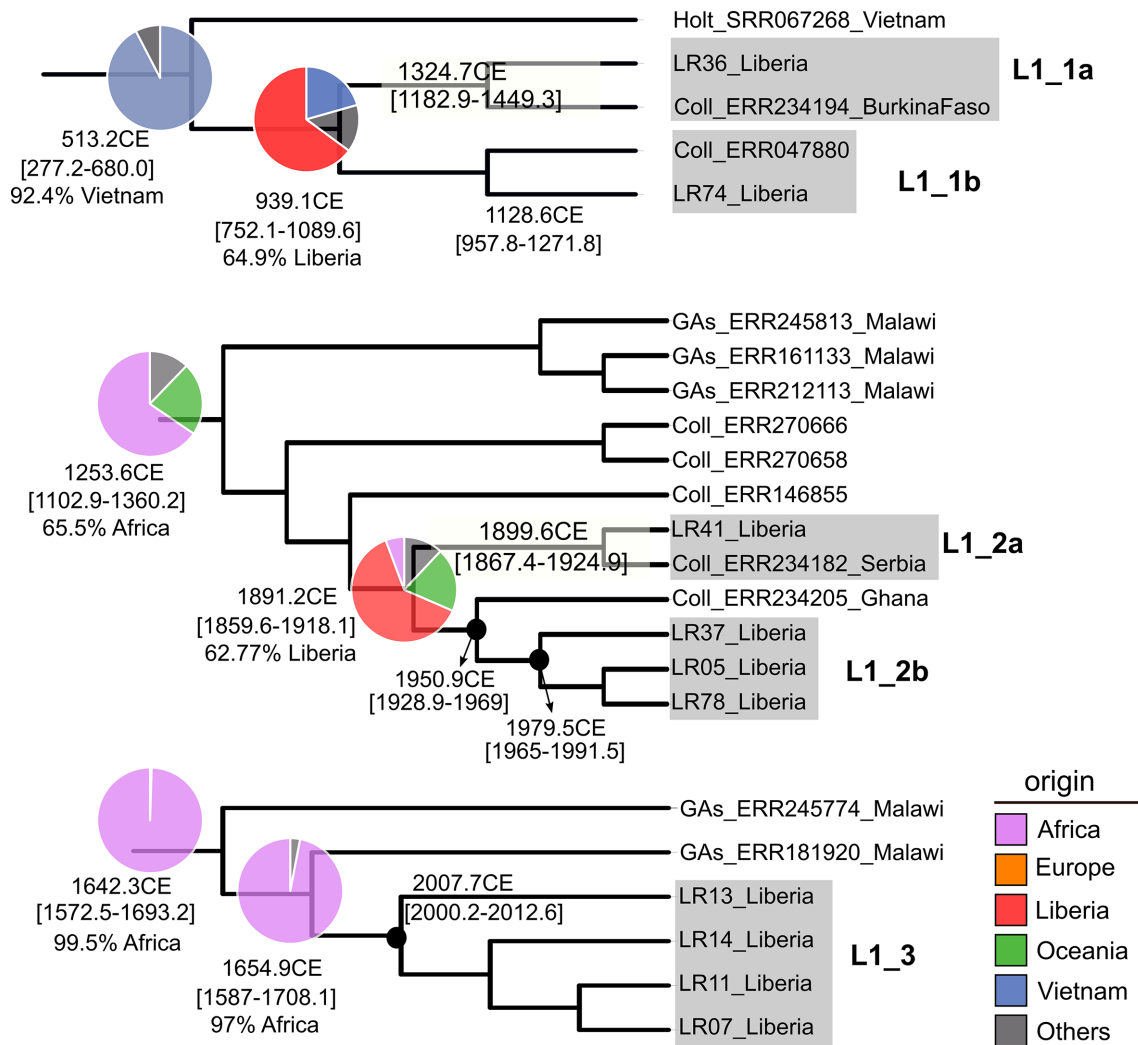 Holt_SRR067268_Vietnam
LR36_Liberia
L1_1a
1324.7CE
[1182.9-1449.3]
Coll_ERR234194_BurkinaFaso
513.2CE
[277.2-680.0]
92.4% Vietnam
Coll_ERR047880
L1_1b
LR74_Liberia
939.1CE
[752.1-1089.6]
64.9% Liberia
1128.6CE
[957.8-1271.8]
GAs_ERR245813_Malawi
GAs_ERR161133_Malawi
GAs_ERR212113_Malawi
Coll_ERR270666
Coll_ERR270658
1253.6CE
[1102.9-1360.2]
65.5% Africa
Coll_ERR146855
LR41_Liberia
1899.6CE
[1867.4-1924.9]
L1_2a
Coll_ERR234182_Serbia
1891.2CE
[1859.6-1918.1]
62.77% Liberia
Coll_ERR234205_Ghana
LR37_Liberia
LR05_Liberia
L1_2b
LR78_Liberia
1950.9CE
[1928.9-1969]
1979.5CE
[1965-1991.5]
GAs_ERR245774_Malawi
GAs_ERR181920_Malawi
1642.3CE
[1572.5-1693.2]
99.5% Africa
2007.7CE
[2000.2-2012.6]
LR13_Liberia
LR14_Liberia
L1_3
LR11_Liberia
LR07_Liberia
1654.9CE
[1587-1708.1]
97% Africa
origin
Africa
Europe
Liberia
Oceania
Vietnam
Others